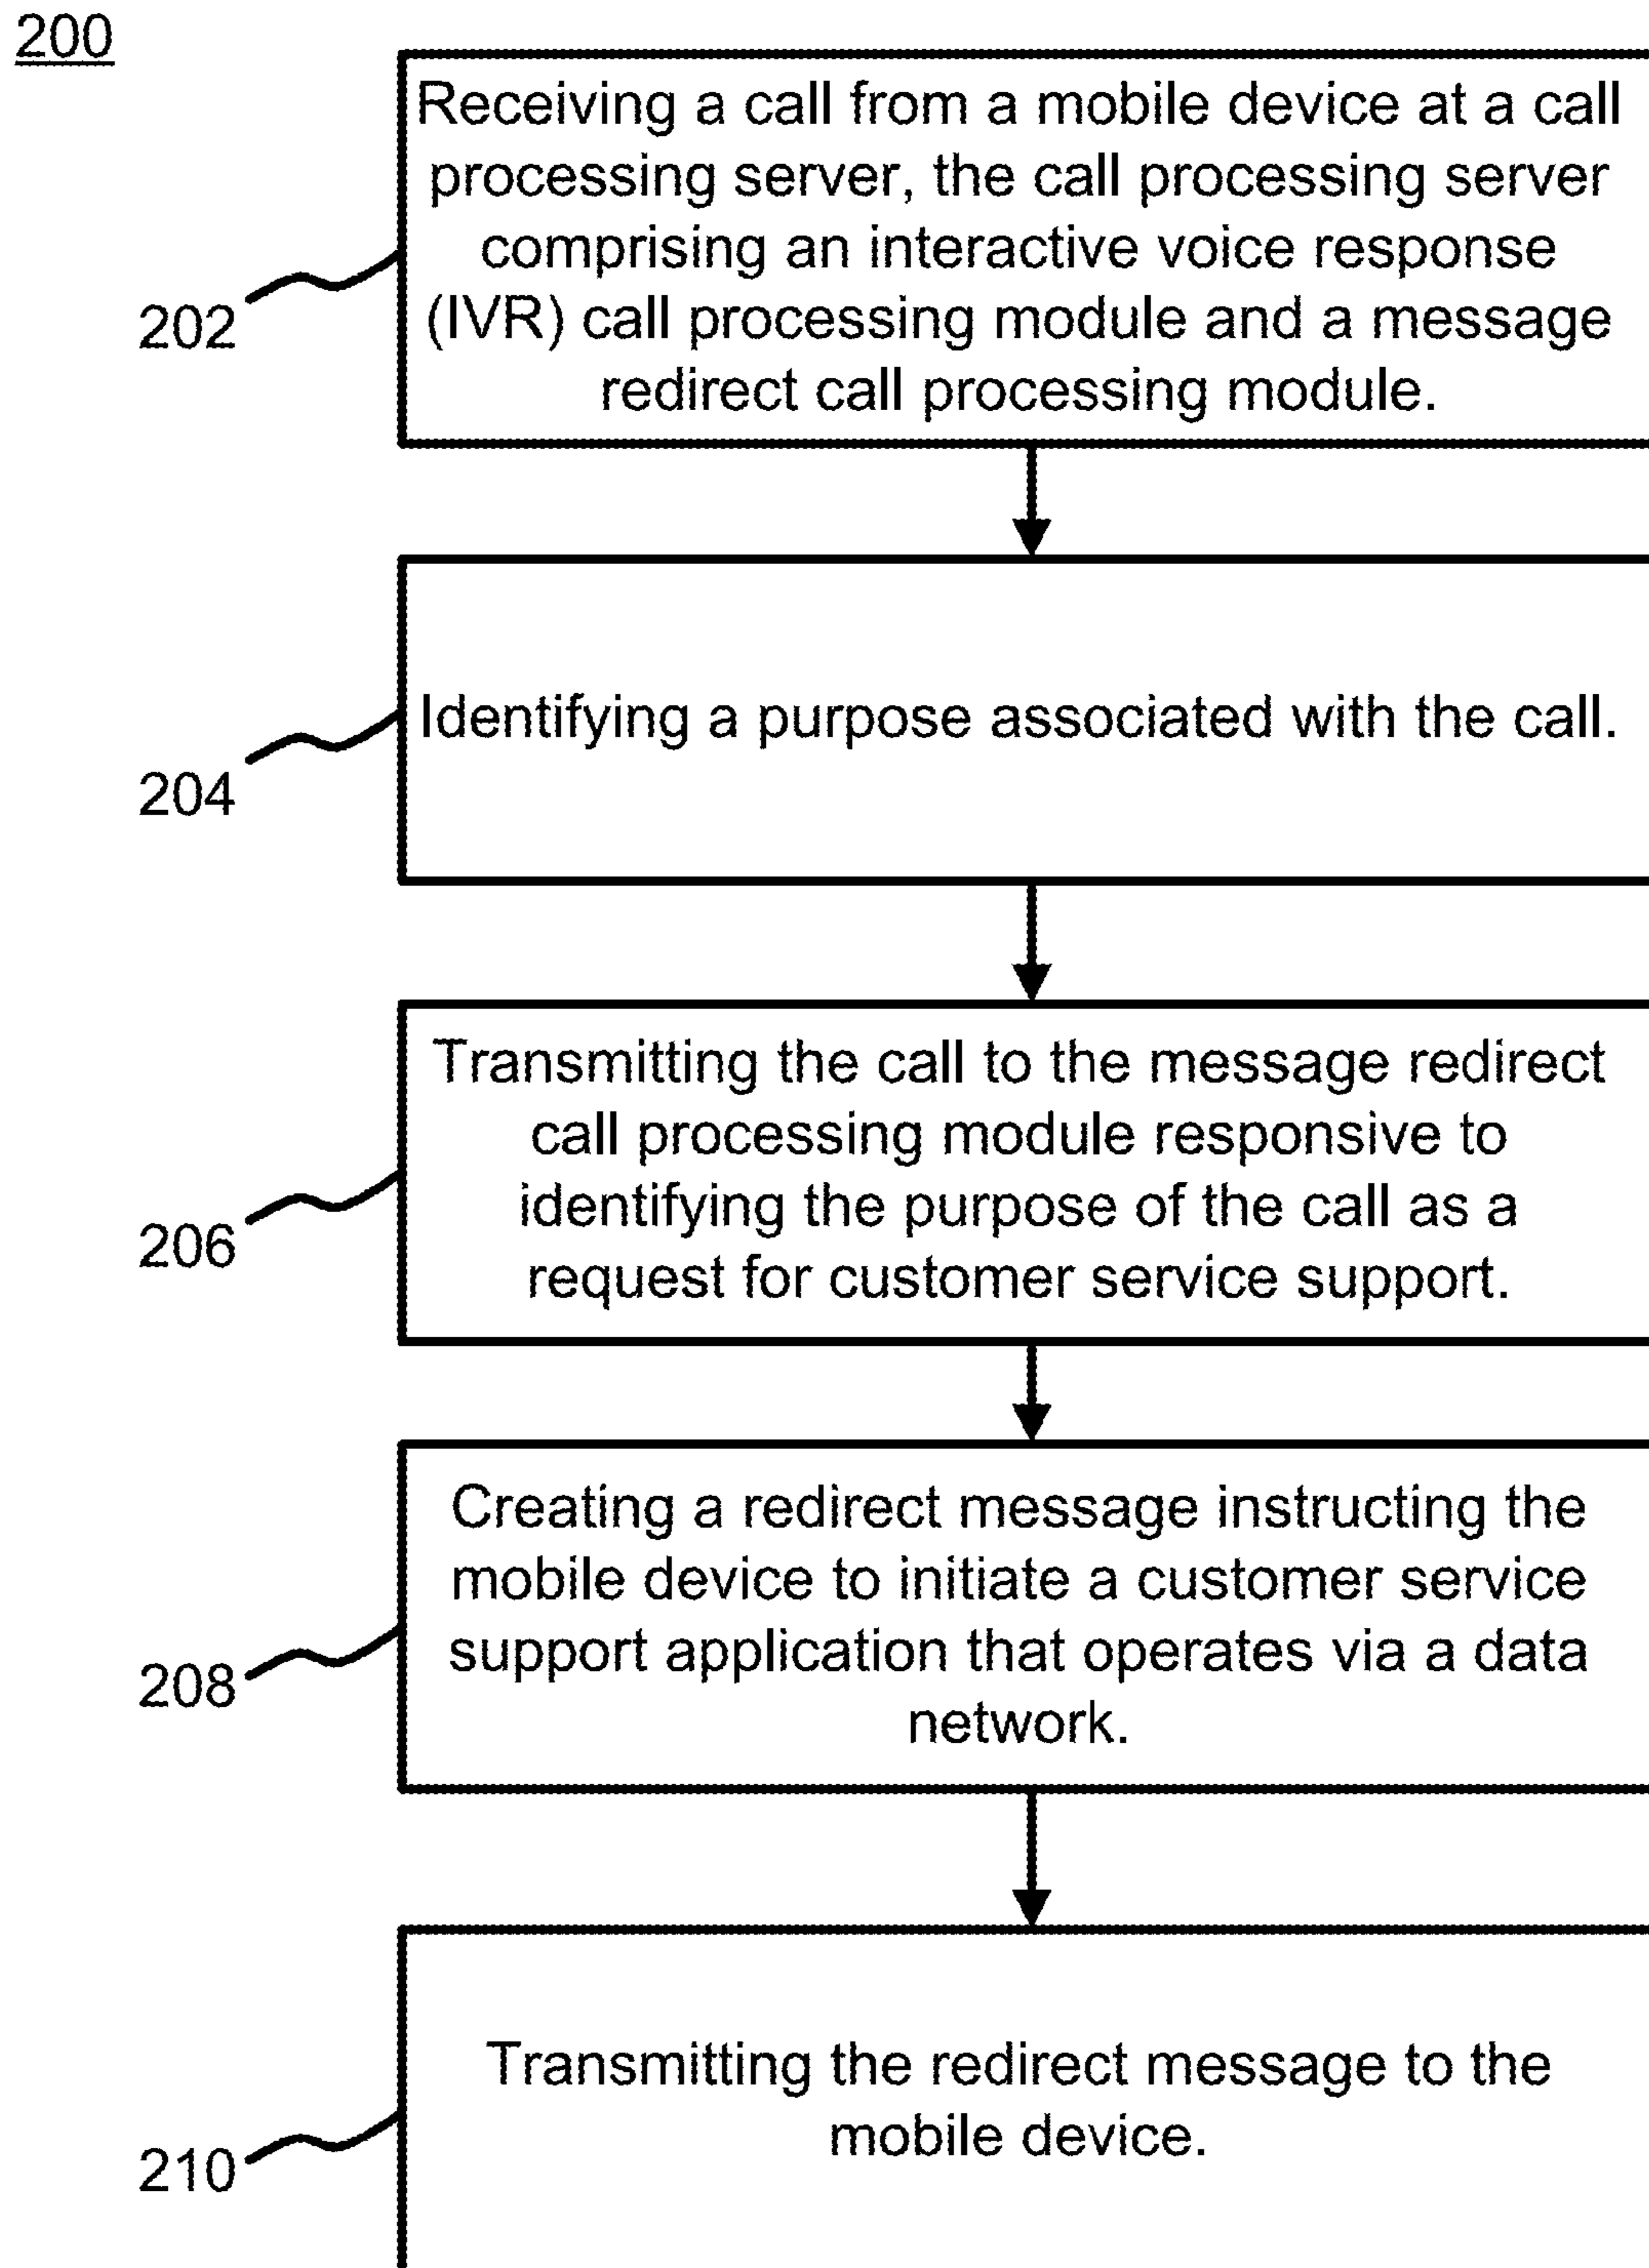 200
Receiving a call from a mobile device at a call
processing server, the call processing server
comprising an interactive voice response
(IVR) call processing module and a message
redirect call processing module.
202
Identifying a purpose associated with the call.
204
Transmitting the call to the message redirect
call processing module responsive to
identifying the purpose of the call as a
request for customer service support.
206
Creating a redirect message instructing the
mobile device to initiate a customer service
support application that operates via a data
network.
208
Transmitting the redirect message to the
mobile device.
210